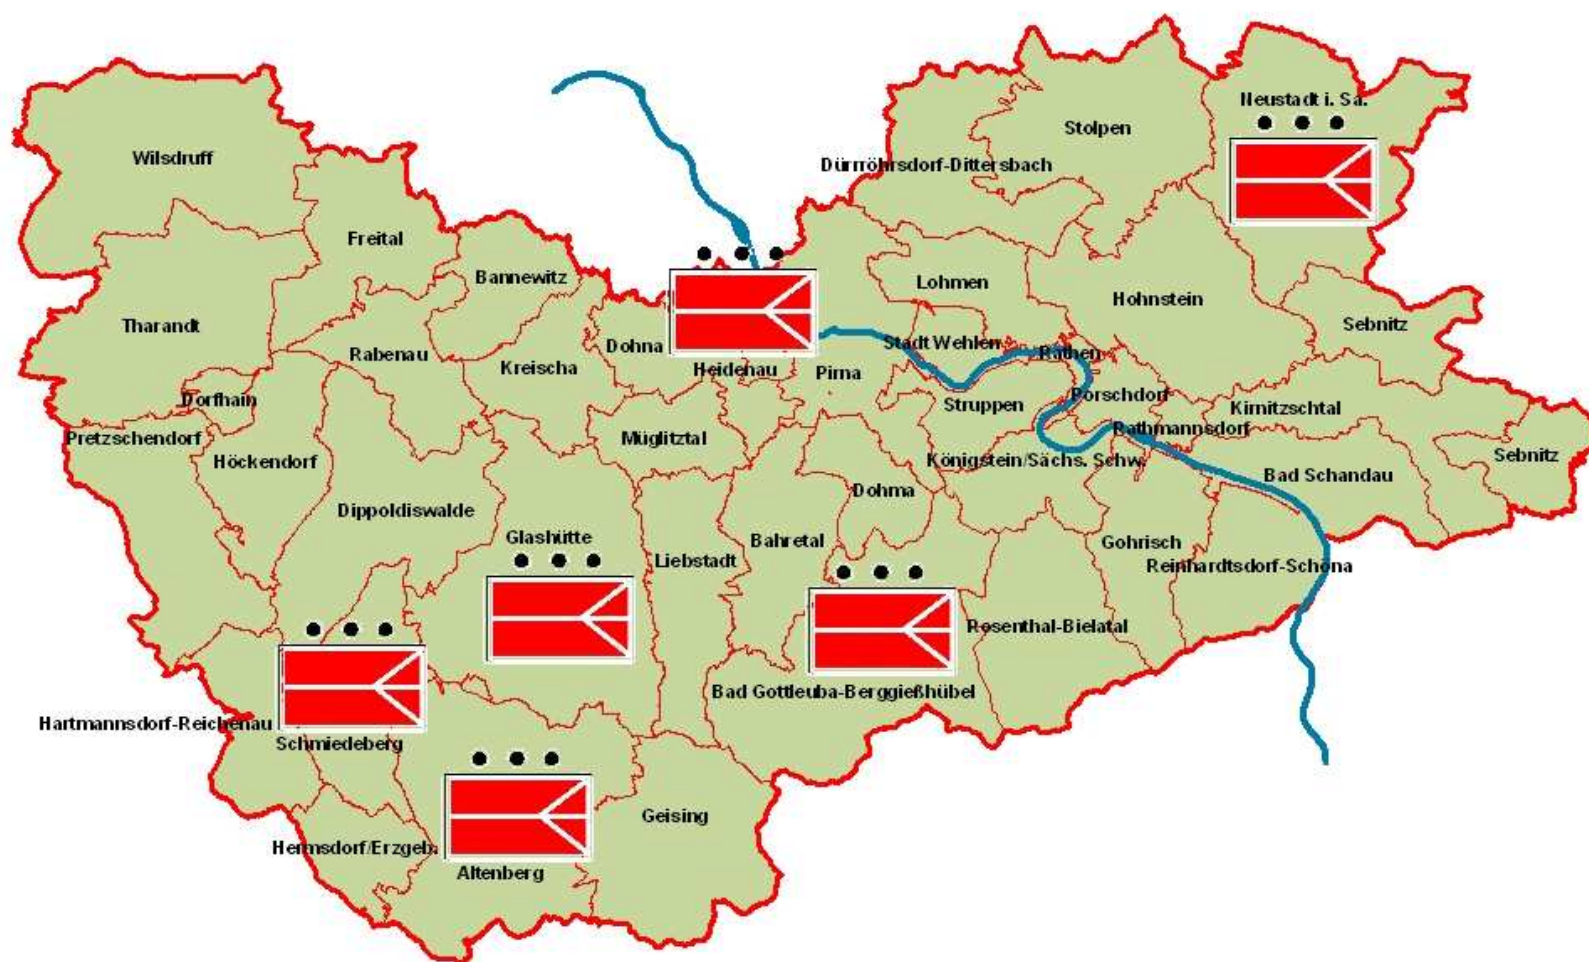 Neustadt i. Sa.
Stolpen
Wilsdruff
Dürrröhrsdorf-Dittersbach
Freital
Bannewitz
Lohmen
Hohnstein
Tharandt
Sebnitz
Dohna
Stadt Wehlen
Rathen
Rabenau
Kreischa
Heidenau
Pirna
Dorfhain
Struppen
Porschdorf
Kirnitzschtal
Pretzschendorf
Müglitztal
Rathmannsdorf
Höckendorf
Königstein/Sächs. Schw.
Bad Schandau
Sebnitz
Dohma
Dippoldiswalde
Glashütte
Bahretal
Gohrisch
Liebstadt
Reinhardtsdorf-Schöna
Rosenthal-Bielatal
Bad Gottleuba-Berggießhübel
Hartmannsdorf-Reichenau
Schmiedeberg
Geising
Hermsdorf/Erzgeb.
Altenberg